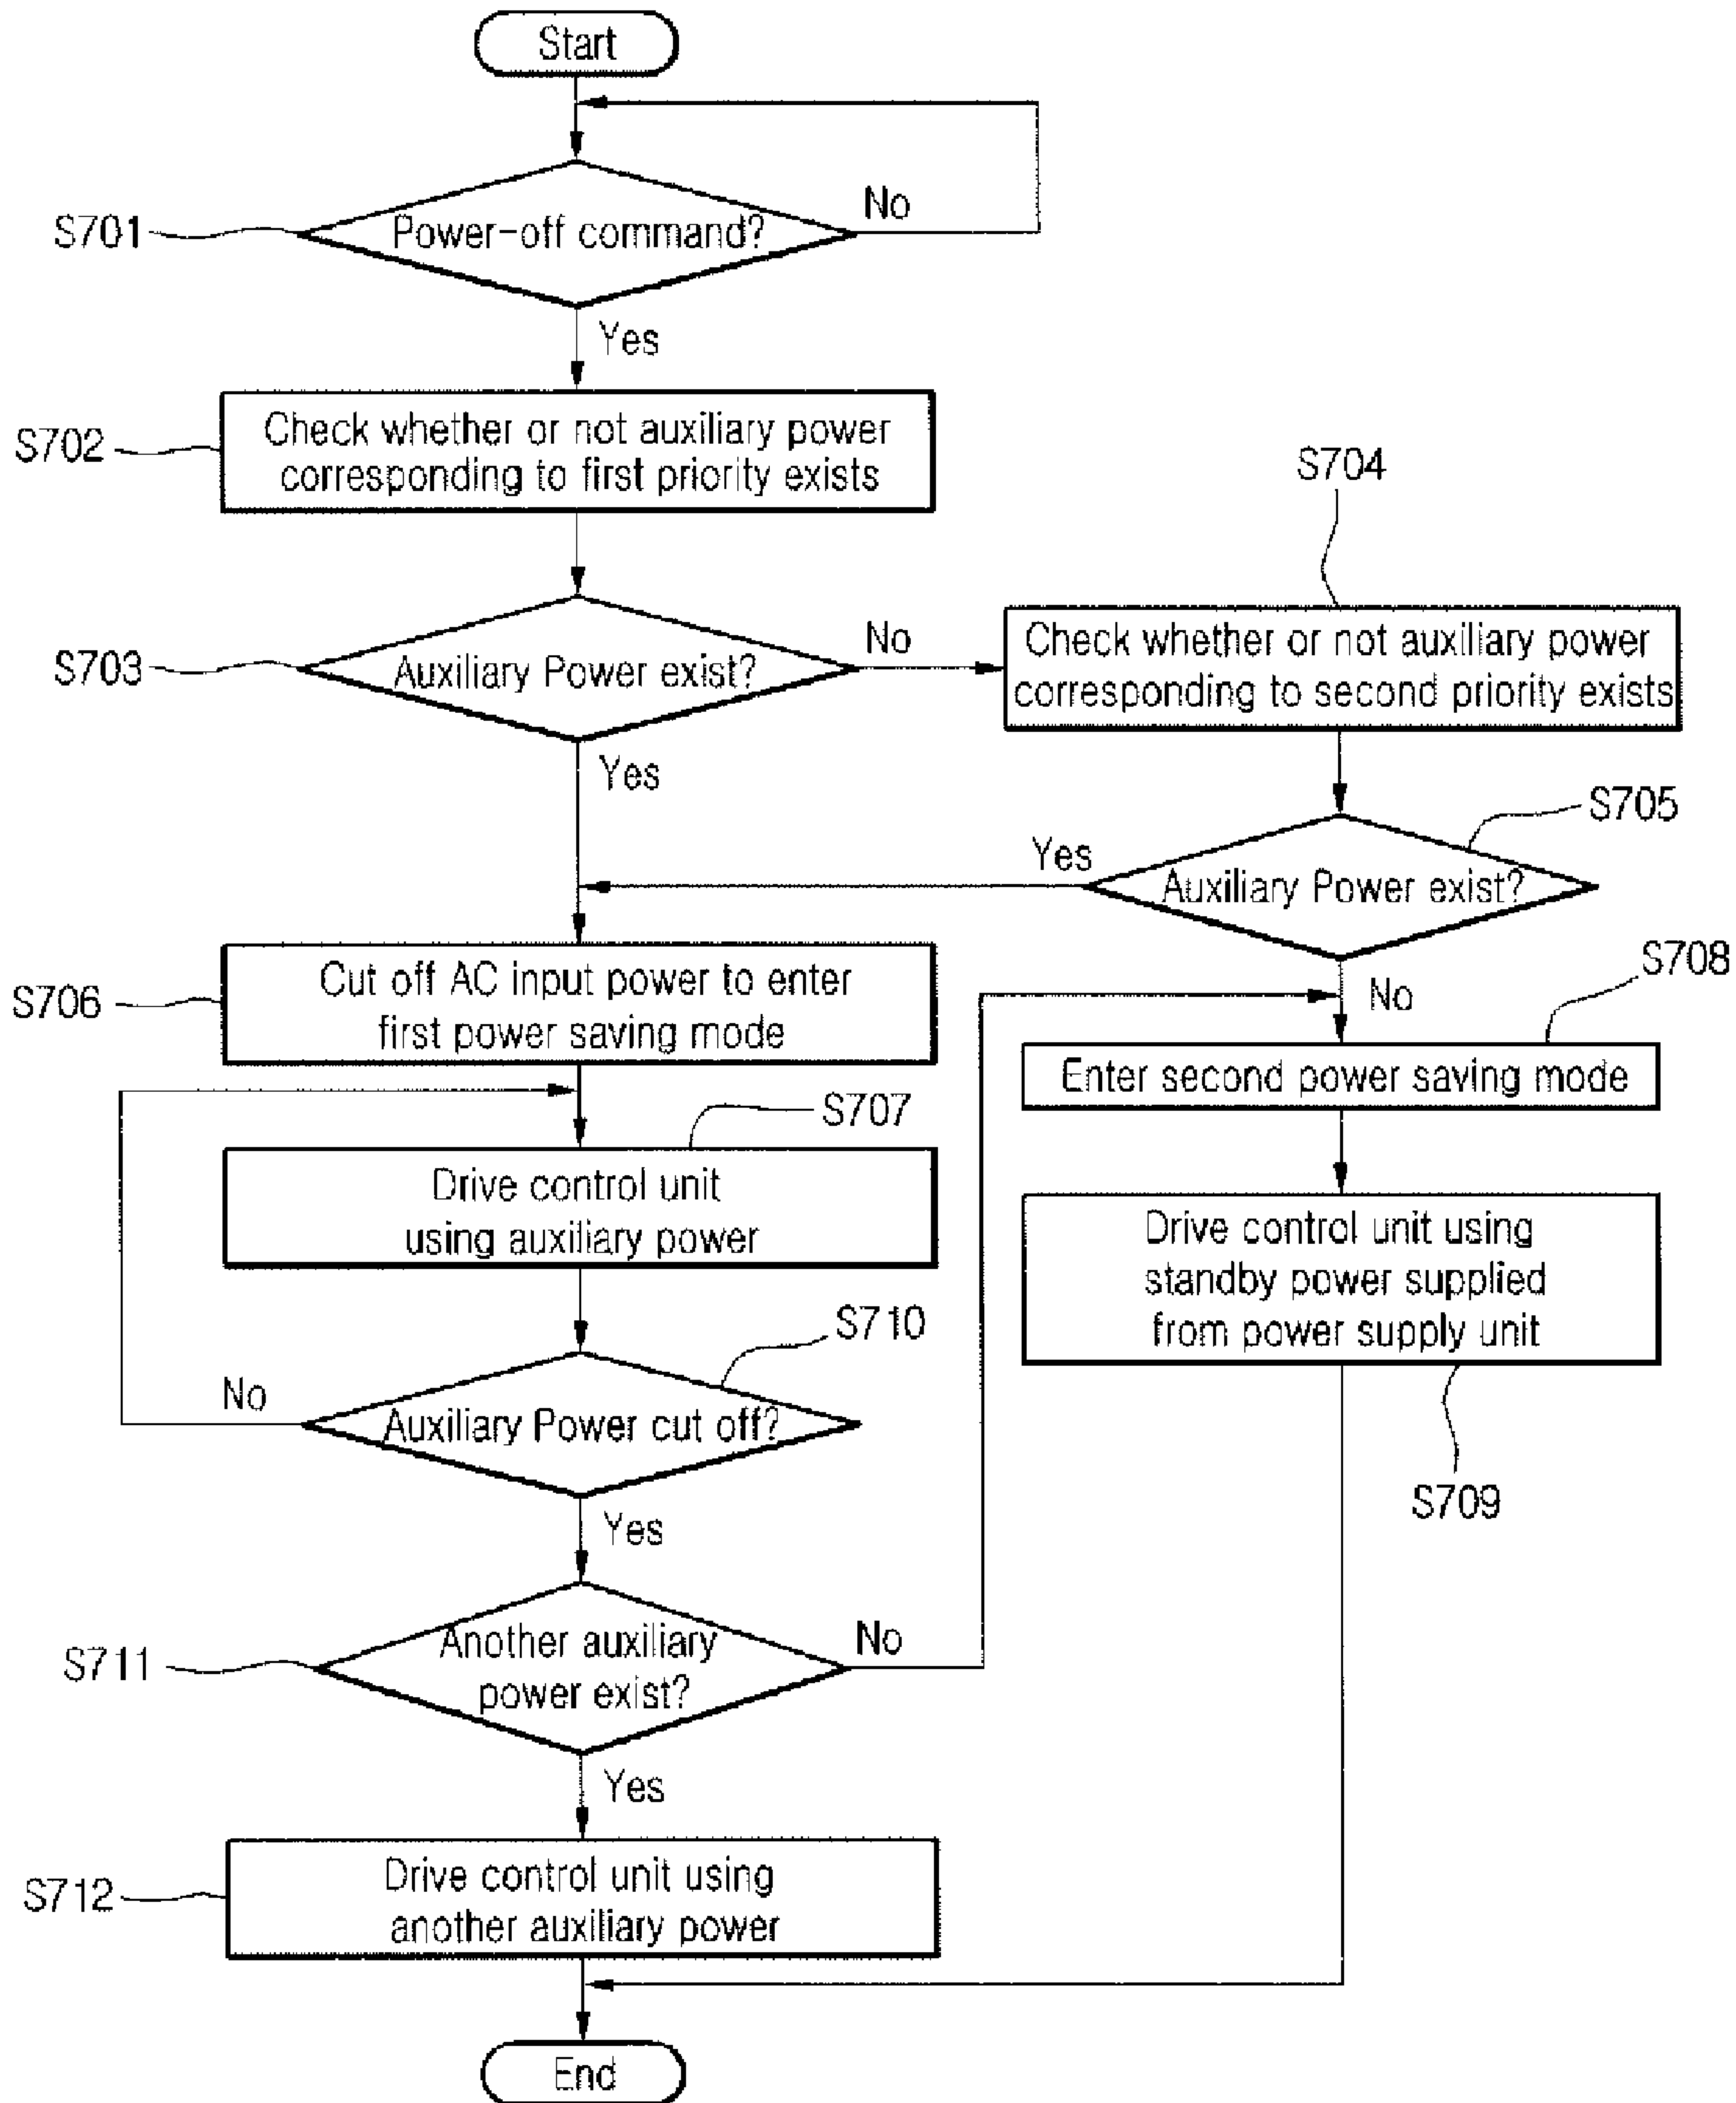 Start
No
S701
Power-off command?
Yes
S702
Check whether or not auxiliary power
corresponding to first priority exists
S704
S703
Auxiliary Power exist?
No
Check whether or not auxiliary power
corresponding to second priority exists
Yes
S705
Yes
Auxiliary Power exist?
S706
Cut off AC input power to enter
first power saving mode
No
S708
Enter second power saving mode
S707
Drive control unit
using auxiliary power
Drive control unit using
standby power supplied
from power supply unit
S710
No
Auxiliary Power cut off?
S709
Yes
S711
Another auxiliary
power exist?
No
Yes
S712
Drive control unit using
another auxiliary power
End